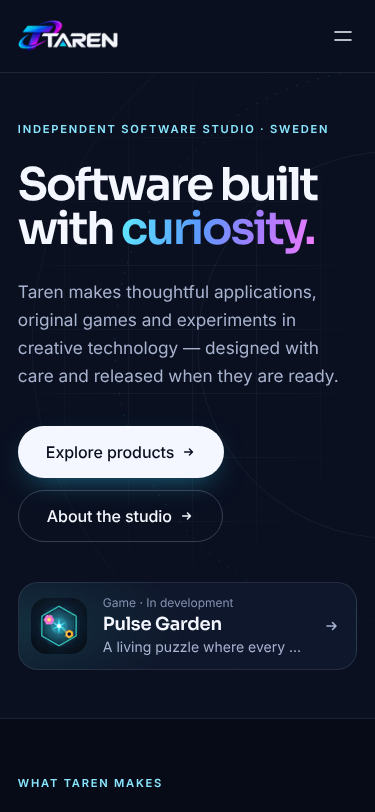 TAREN
INDEPENDENT SOFTWARE STUDIO · SWEDEN
Software built
with curiosity.
Taren makes thoughtful applications,
original games and experiments in
creative technology — designed with
care and released when they are ready.
Explore products →
About the studio →
Game · In development
Pulse Garden
A living puzzle where every ...
→
WHAT TAREN MAKES